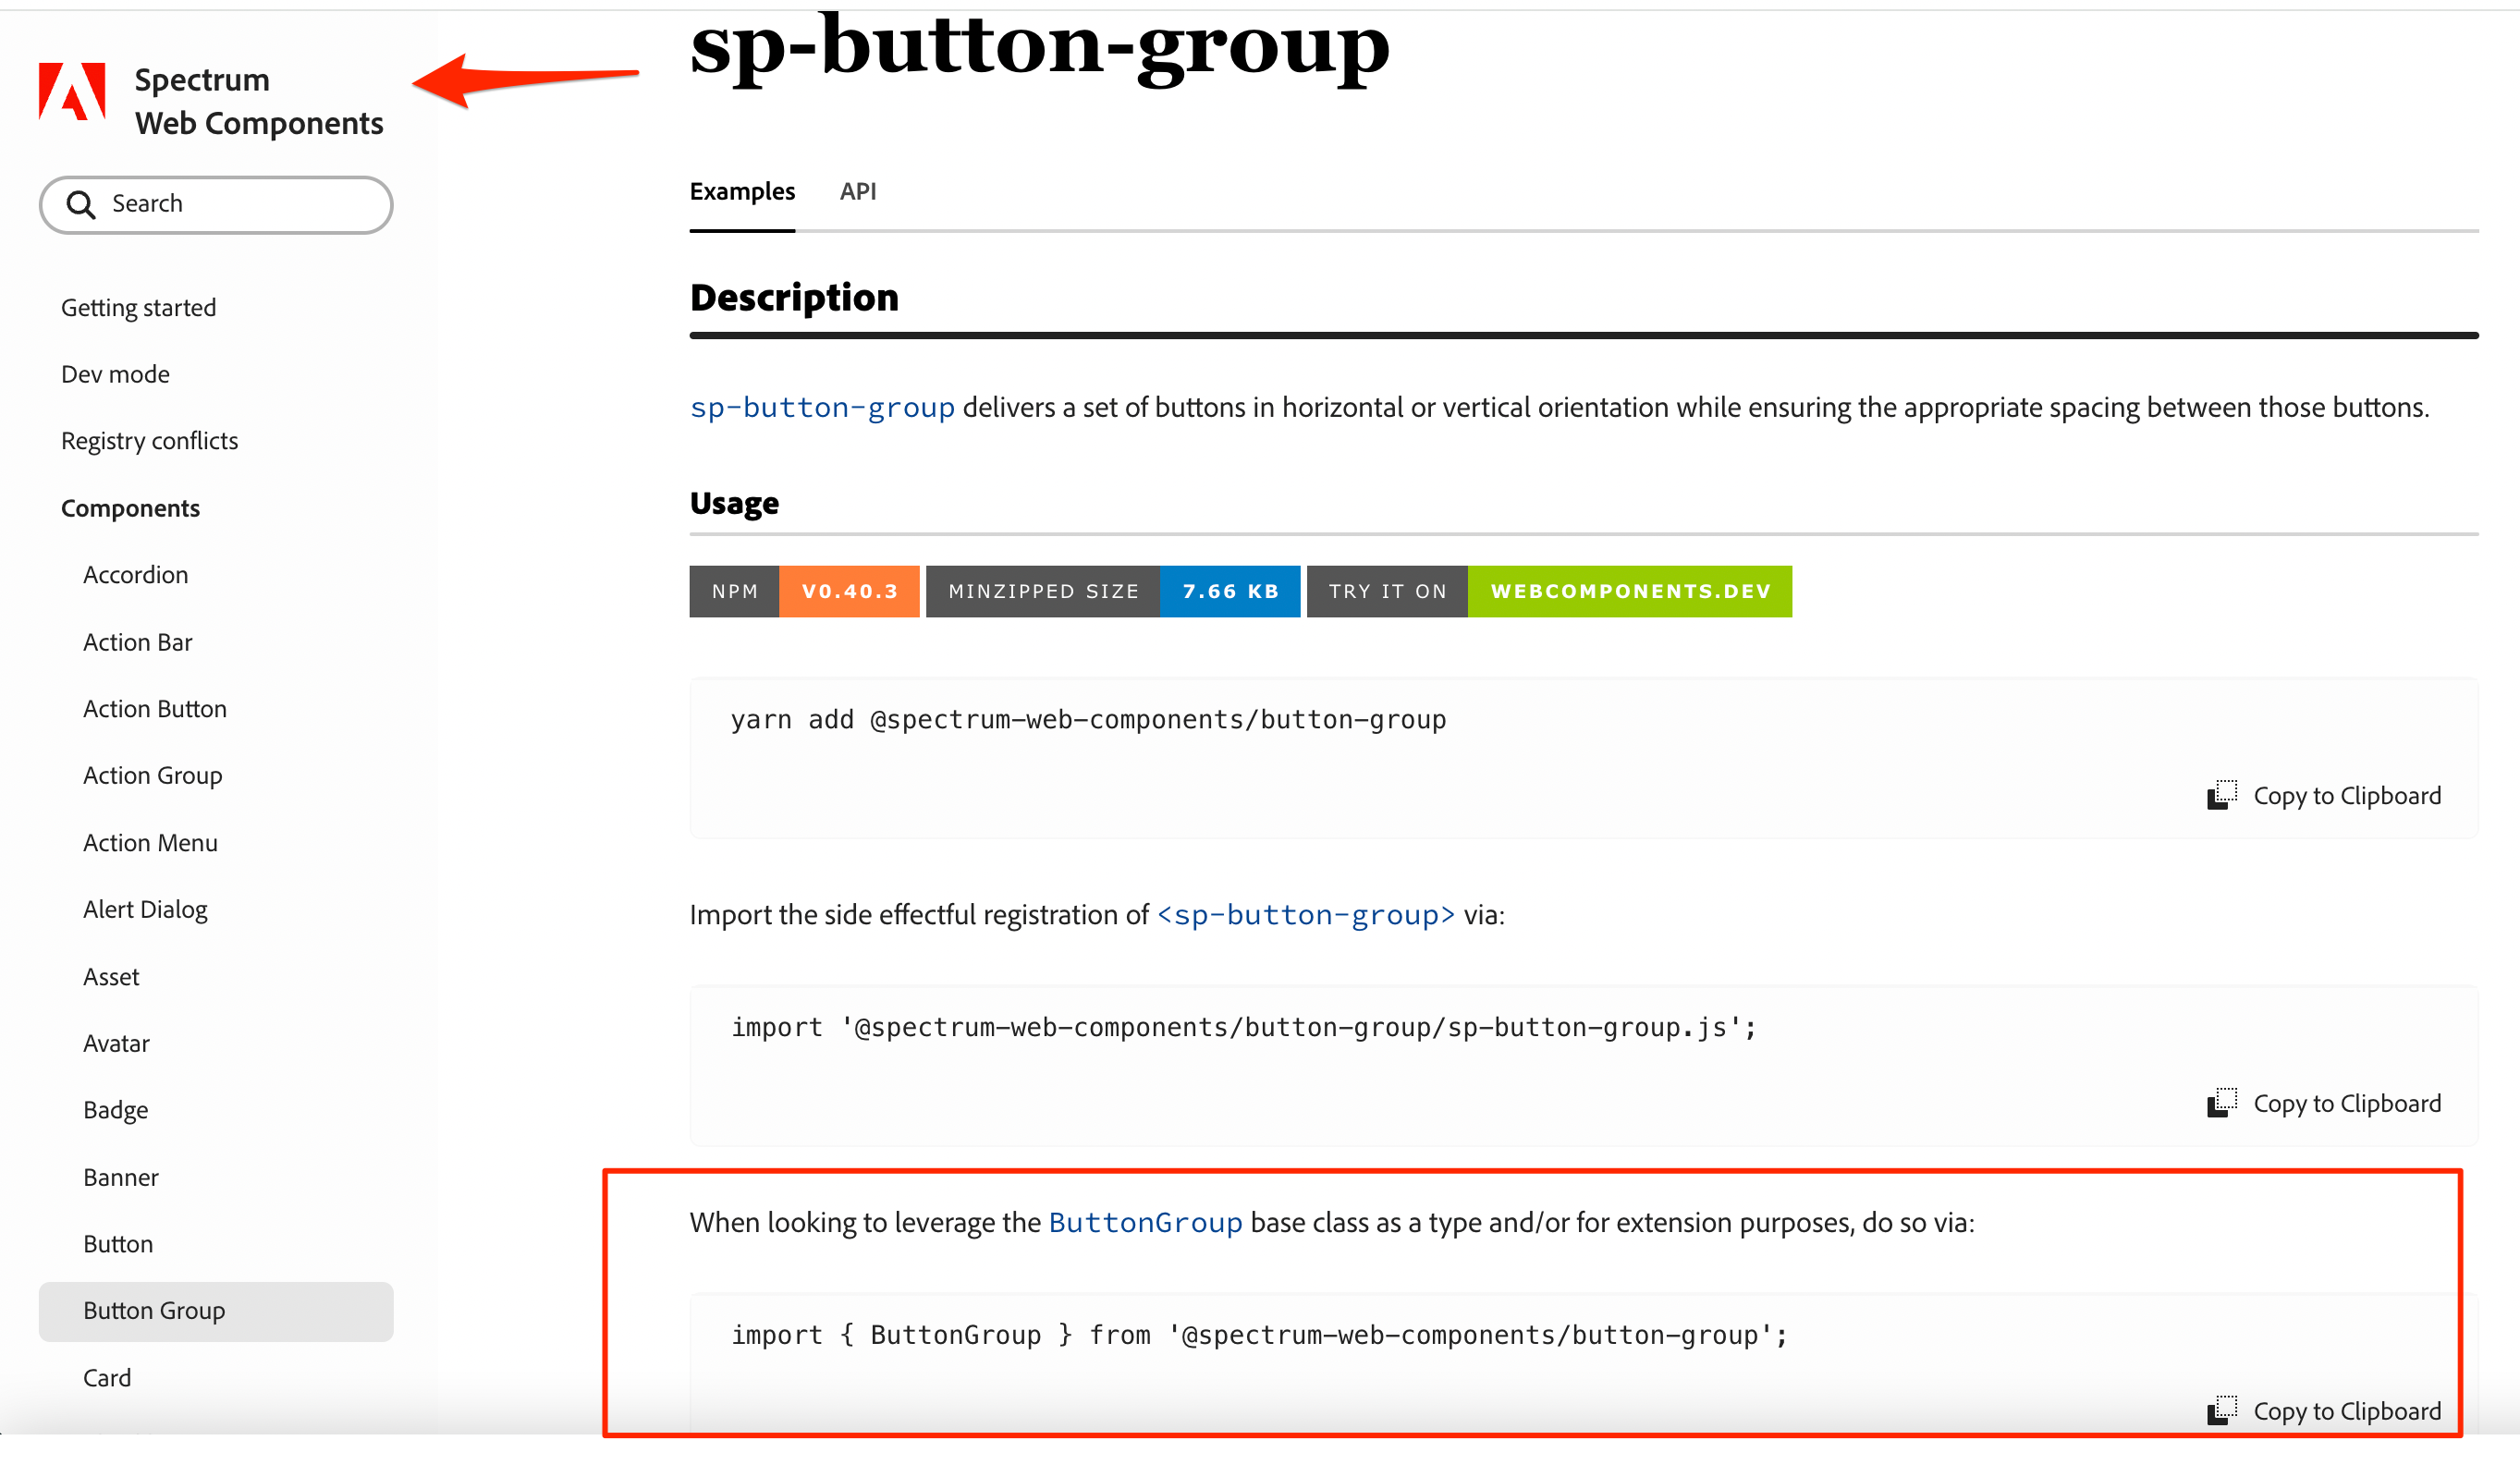 sp-button-group
Spectrum
Web Components
Search
Getting started
Dev mode
Registry conflicts
Components
Accordion
Action Bar
Action Button
Action Group
Action Menu
Alert Dialog
Asset
Avatar
Badge
Banner
Button
Button Group
Card
Examples API
Description
sp-button-group delivers a set of buttons in horizontal or vertical orientation while ensuring the appropriate spacing between those buttons.
Usage
NPM V0.40.3 MINZIPPED SIZE 7.66 KB TRY IT ON WEBCOMPONENTS.DEV
yarn add @spectrum-web-components/button-group
Copy to Clipboard
Import the side effectful registration of <sp-button-group> via:
import '@spectrum-web-components/button-group/sp-button-group.js';
Copy to Clipboard
When looking to leverage the ButtonGroup base class as a type and/or for extension purposes, do so via:
import { ButtonGroup } from '@spectrum-web-components/button-group';
Copy to Clipboard